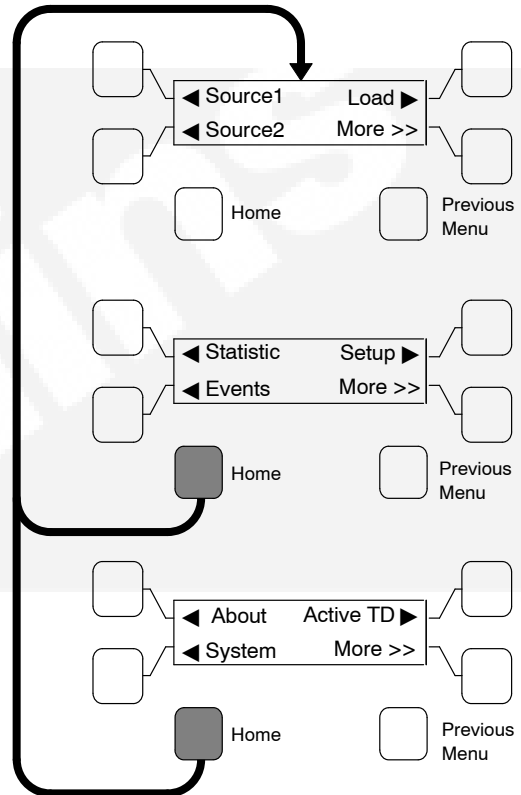 ◀ Source1 Load ▶
◀ Source2 More >>
Home
Previous
Menu
◀ Statistic Setup ▶
◀ Events More >>
Home
Previous
Menu
◀ About Active TD ▶
◀ System More >>
Home
Previous
Menu